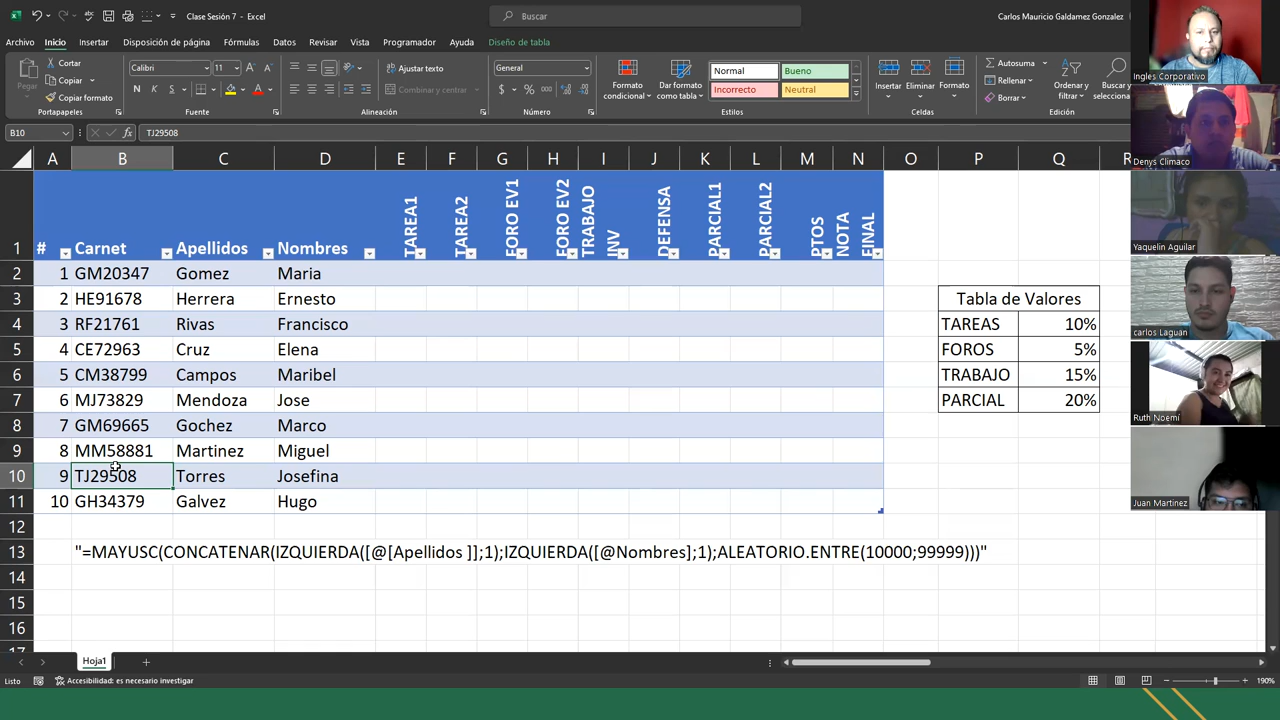 Clase Sesión 7 - Excel
Buscar
Carlos Mauricio Galdamez Gonzalez
Archivo Inicio Insertar Disposición de página Fórmulas Datos Revisar Vista Programador Ayuda Diseño de tabla
Pegar
Cortar
Copiar
Copiar formato
Portapapeles
Calibri 11
N K S
Fuente
Ajustar texto
Combinar y centrar
Alineación
General
$ % 000
Número
Formato condicional
Dar formato como tabla
Normal Bueno
Incorrecto Neutral
Estilos
Insertar Eliminar Formato
Celdas
Autosuma
Rellenar
Borrar
Ordenar y filtrar
Buscar y selecciona
Edición
B10 fx TJ29508
A B C D E F G H I J K L M N O P Q R
1 # Carnet Apellidos Nombres TAREA1 TAREA2 FORO EV1 FORO EV2 TRABAJO INV DEFENSA PARCIAL1 PARCIAL2 PTOS NOTA FINAL
2 1 GM20347 Gomez Maria
3 2 HE91678 Herrera Ernesto Tabla de Valores
4 3 RF21761 Rivas Francisco TAREAS 10%
5 4 CE72963 Cruz Elena FOROS 5%
6 5 CM38799 Campos Maribel TRABAJO 15%
7 6 MJ73829 Mendoza Jose PARCIAL 20%
8 7 GM69665 Gochez Marco
9 8 MM58881 Martinez Miguel
10 9 TJ29508 Torres Josefina
11 10 GH34379 Galvez Hugo
12
13 "=MAYUSC(CONCATENAR(IZQUIERDA([@[Apellidos ]];1);IZQUIERDA([@Nombres];1);ALEATORIO.ENTRE(10000;99999)))"
14
15
16
17
Hoja1
Listo
Accesibilidad: es necesario investigar
190%
Ingles Corporativo
Denys Climaco
Yaquelin Aguilar
carlos Laguan
Ruth Noemí
Juan Martinez